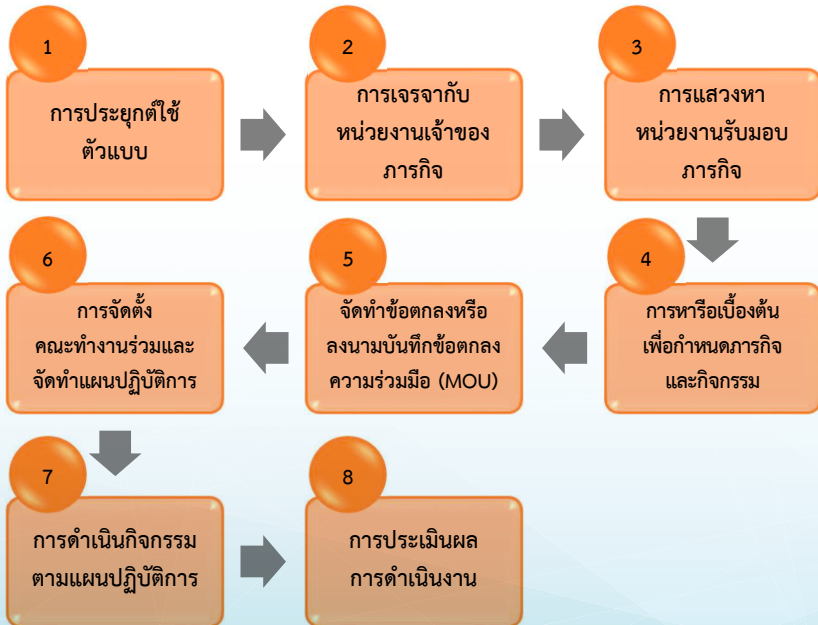 1
การประยุกต์ใช้
ตัวแบบ
2
การเจรจากับ
หน่วยงานเจ้าของ
ภารกิจ
3
การแสวงหา
หน่วยงานรับมอบ
ภารกิจ
4
การหารือเบื้องต้น
เพื่อกำหนดภารกิจ
และกิจกรรม
5
จัดทำข้อตกลงหรือ
ลงนามบันทึกข้อตกลง
ความร่วมมือ (MOU)
6
การจัดตั้ง
คณะทำงานร่วมและ
จัดทำแผนปฏิบัติการ
7
การดำเนินกิจกรรม
ตามแผนปฏิบัติการ
8
การประเมินผล
การดำเนินงาน